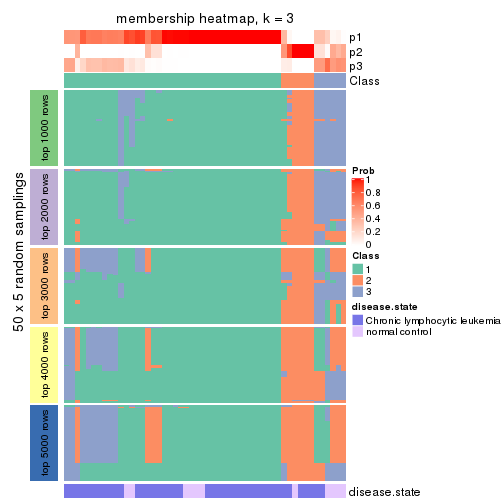 membership heatmap, k = 3
p1
p2
p3
Class
50 x 5 random samplings
top 1000 rows
top 2000 rows
top 3000 rows
top 4000 rows
top 5000 rows
Prob
1
0.8
0.6
0.4
0.2
0
Class
1
2
3
disease.state
Chronic lymphocytic leukemia
normal control
disease.state